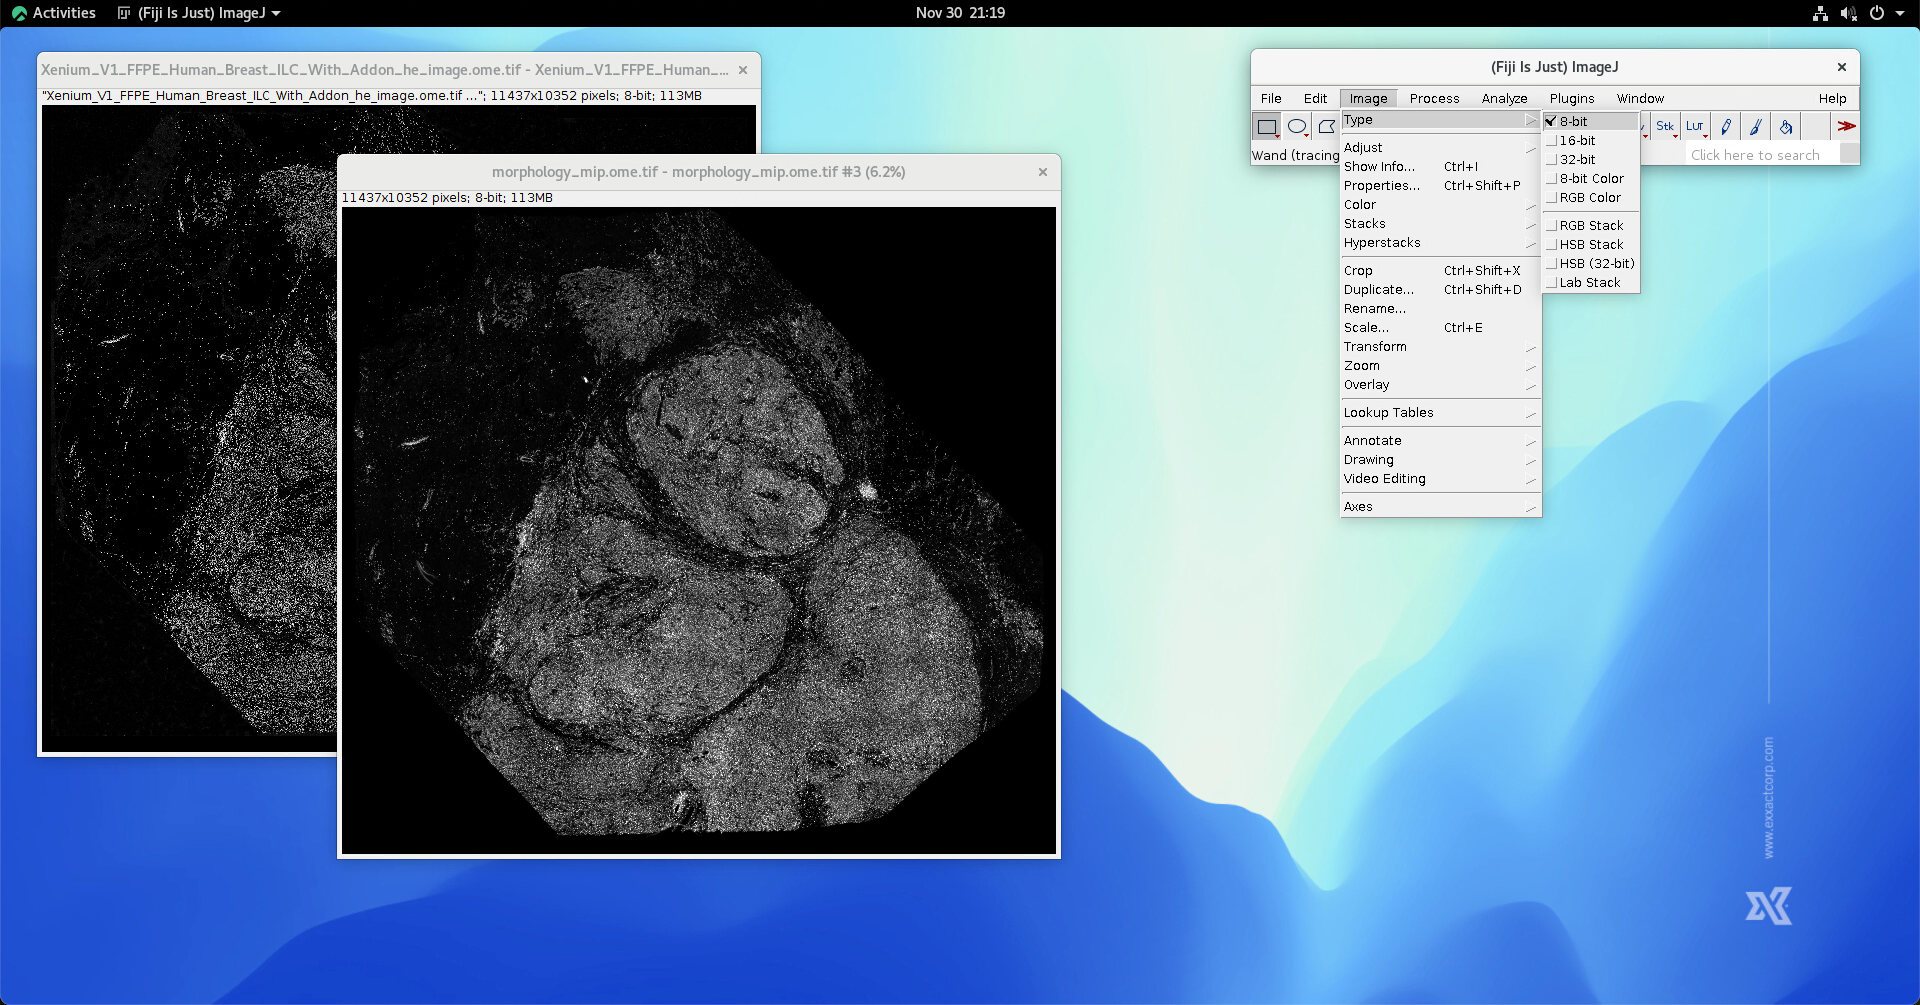 Activities
(Fiji Is Just) ImageJ
Nov 30 21:19
Xenium_V1_FFPE_Human_Breast_ILC_With_Addon_he_image.ome.tif - Xenium_V1_FFPE_Human_...
"Xenium_V1_FFPE_Human_Breast_ILC_With_Addon_he_image.ome.tif ..."; 11437x10352 pixels; 8-bit; 113MB
morphology_mip.ome.tif - morphology_mip.ome.tif #3 (6.2%)
11437x10352 pixels; 8-bit; 113MB
(Fiji Is Just) ImageJ
File Edit Image Process Analyze Plugins Window Help
Stk LUT
Wand (tracing
Click here to search
Type
Adjust
Show Info... Ctrl+I
Properties... Ctrl+Shift+P
Color
Stacks
Hyperstacks
Crop Ctrl+Shift+X
Duplicate... Ctrl+Shift+D
Rename...
Scale... Ctrl+E
Transform
Zoom
Overlay
Lookup Tables
Annotate
Drawing
Video Editing
Axes
8-bit
16-bit
32-bit
8-bit Color
RGB Color
RGB Stack
HSB Stack
HSB (32-bit)
Lab Stack
www.exxactcorp.com